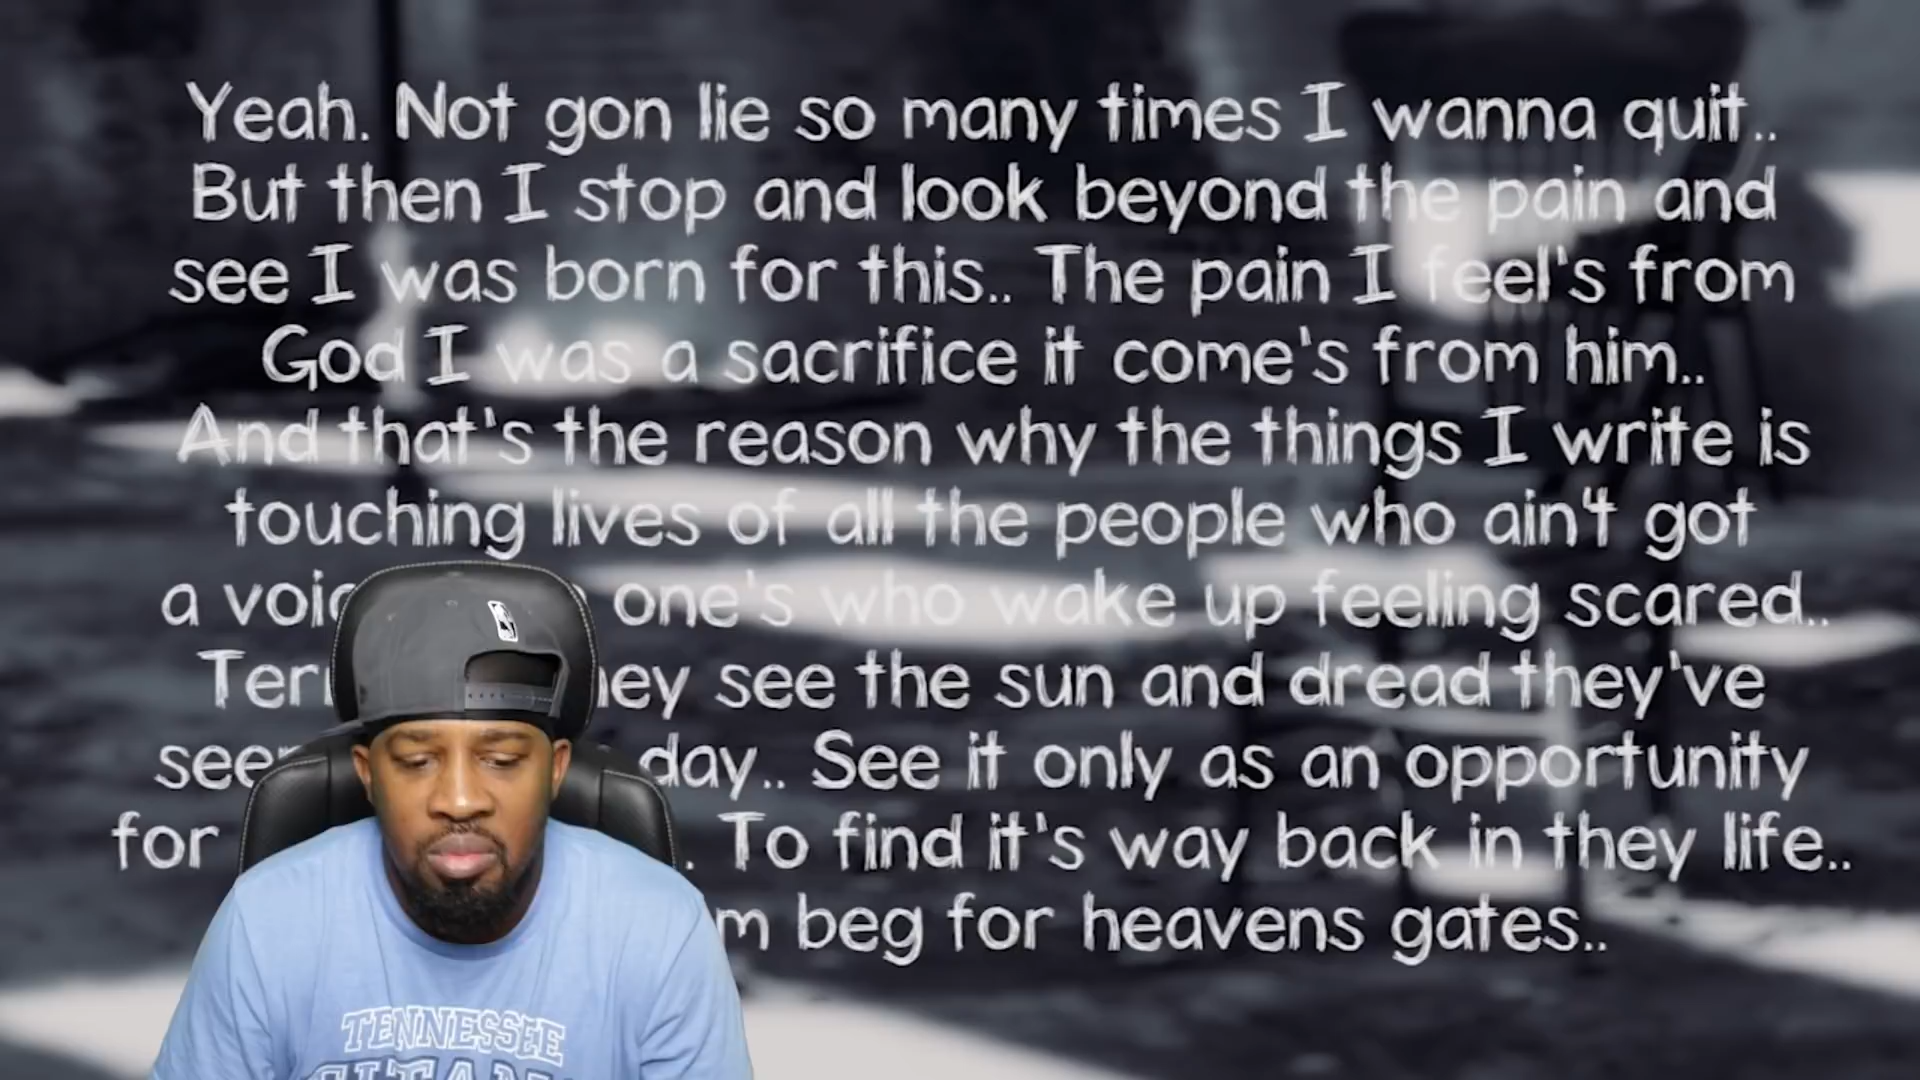 Yeah. Not gon lie so many times I wanna quit..
But then I stop and look beyond the pain and
see I was born for this.. The pain I feel's from
God I was a sacrifice it come's from him..
And that's the reason why the things I write is
touching lives of all the people who ain't got
a one's who wake up feeling scared..
see the sun and dread they've
day.. See it only as an opportunity
for To find it's way back in they life..
beg for heavens gates..
TENNESSEE